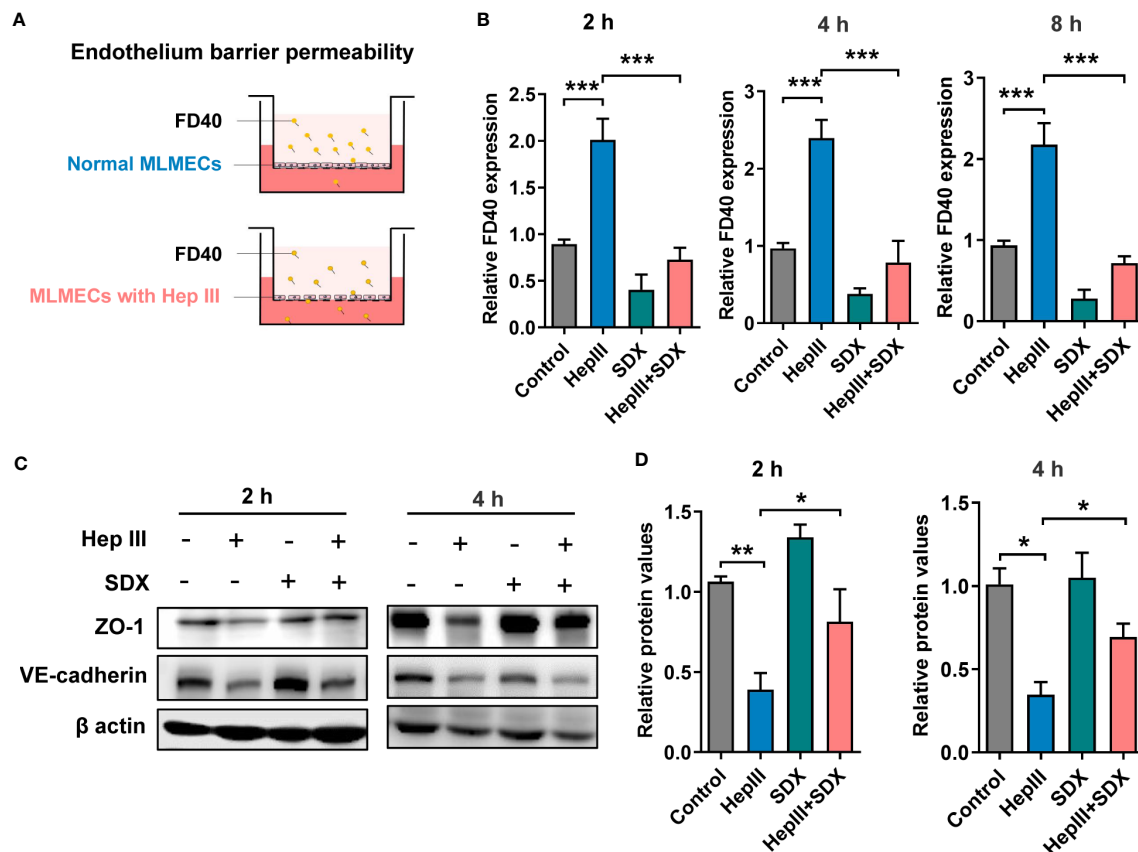 A
Endothelium barrier permeability
FD40
Normal MLMECs
FD40
MLMECs with Hep III
B
2 h
Relative FD40 expression
2.5
2.0
1.5
1.0
0.5
0.0
***
***
Control
HepIII
SDX
HepIII+SDX
4 h
Relative FD40 expression
3
2
1
0
***
***
Control
HepIII
SDX
HepIII+SDX
8 h
Relative FD40 expression
3
2
1
0
***
***
Control
HepIII
SDX
HepIII+SDX
C
2 h 4 h
Hep III - + - + - + - +
SDX - - + + - - + +
ZO-1
VE-cadherin
β actin
D
2 h
Relative protein values
1.5
1.0
0.5
0.0
**
*
Control
HepIII
SDX
HepIII+SDX
4 h
Relative protein values
1.5
1.0
0.5
0.0
*
*
Control
HepIII
SDX
HepIII+SDX